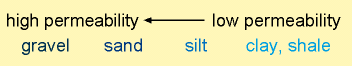 high permeability low permeability
gravel sand silt clay, shale